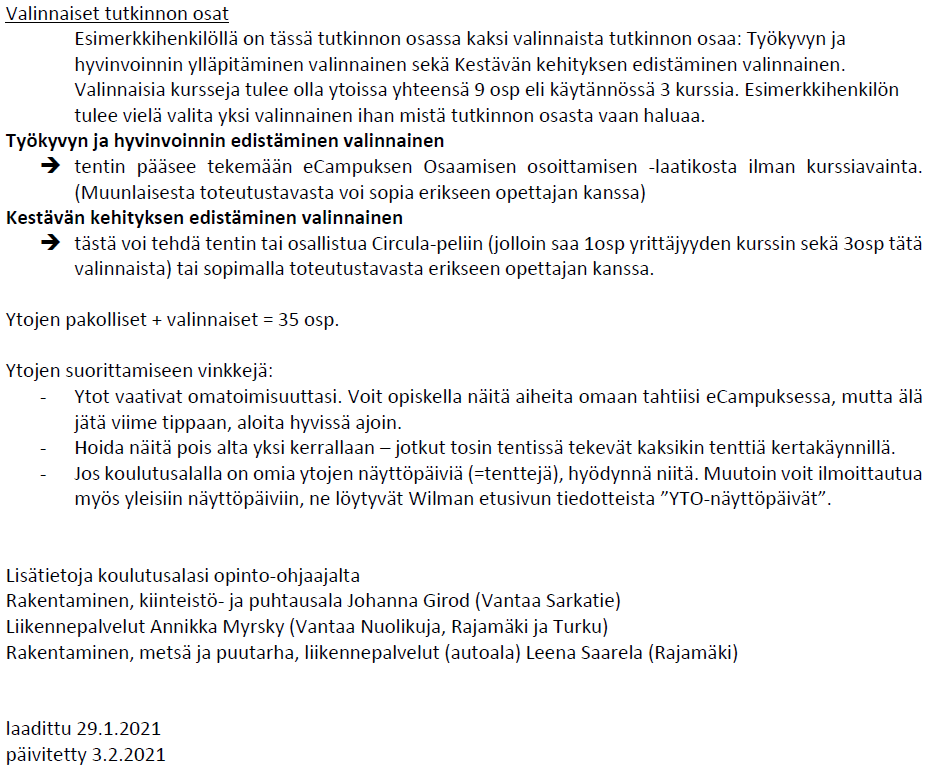 Valinnaiset tutkinnon osat
Esimerkkihenkilöllä on tässä tutkinnon osassa kaksi valinnaista tutkinnon osaa: Työkyvyn ja
hyvinvoinnin ylläpitäminen valinnainen sekä Kestävän kehityksen edistäminen valinnainen.
Valinnaisia kursseja tulee olla ytoissa yhteensä 9 osp eli käytännössä 3 kurssia. Esimerkkihenkilön
tulee vielä valita yksi valinnainen ihan mistä tutkinnon osasta vaan haluaa.
Työkyvyn ja hyvinvoinnin edistäminen valinnainen
➔ tentin pääsee tekemään eCampuksen Osaamisen osoittamisen -laatikosta ilman kurssiavainta.
(Muunlaisesta toteutustavasta voi sopia erikseen opettajan kanssa)
Kestävän kehityksen edistäminen valinnainen
➔ tästä voi tehdä tentin tai osallistua Circula-peliin (jolloin saa 1osp yrittäjyyden kurssin sekä 3osp tätä
valinnaista) tai sopimalla toteutustavasta erikseen opettajan kanssa.
Ytojen pakolliset + valinnaiset = 35 osp.
Ytojen suorittamiseen vinkkejä:
- Ytot vaativat omatoimisuuttasi. Voit opiskella näitä aiheita omaan tahtiisi eCampuksessa, mutta älä
jätä viime tippaan, aloita hyvissä ajoin.
- Hoida näitä pois alta yksi kerrallaan – jotkut tosin tentissä tekevät kaksikin tenttiä kertakäynnillä.
- Jos koulutusalalla on omia ytojen näyttöpäiviä (=tenttejä), hyödynnä niitä. Muutoin voit ilmoittautua
myös yleisiin näyttöpäiviin, ne löytyvät Wilman etusivun tiedotteista ”YTO-näyttöpäivät”.
Lisätietoja koulutusalasi opinto-ohjaajalta
Rakentaminen, kiinteistö- ja puhtausala Johanna Girod (Vantaa Sarkatie)
Liikennepalvelut Annikka Myrsky (Vantaa Nuolikuja, Rajamäki ja Turku)
Rakentaminen, metsä ja puutarha, liikennepalvelut (autoala) Leena Saarela (Rajamäki)
laadittu 29.1.2021
päivitetty 3.2.2021